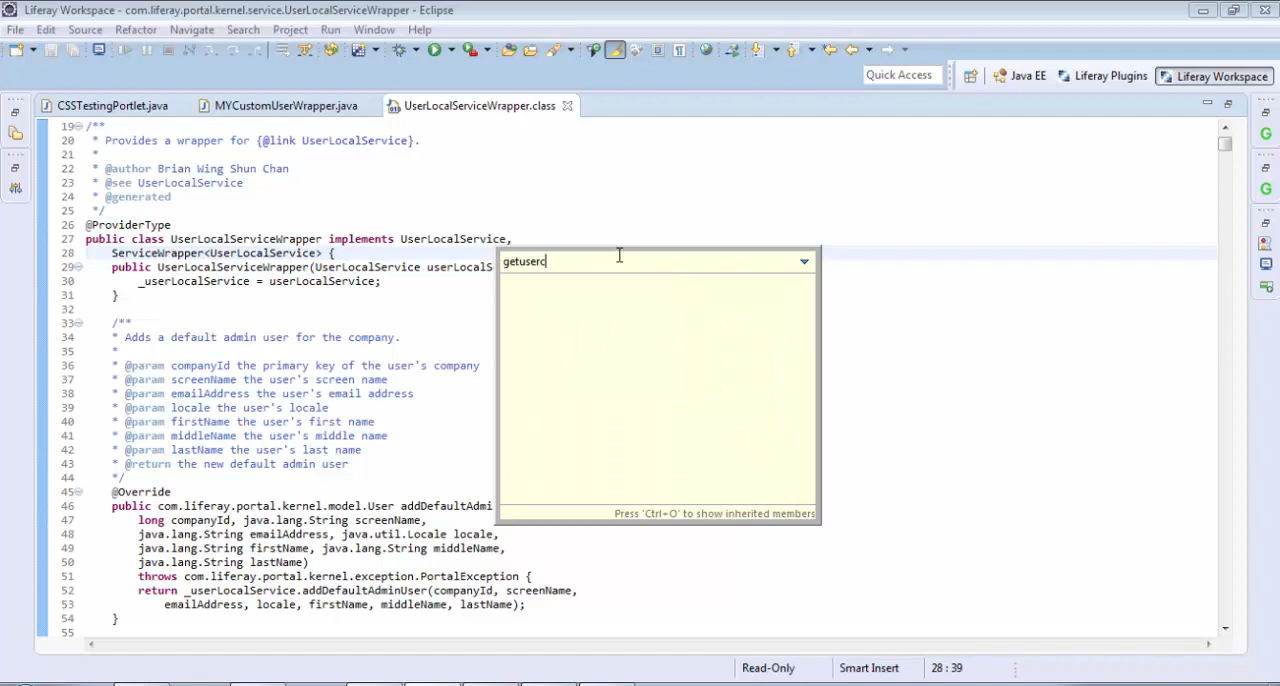 Liferay Workspace - com.liferay.portal.kernel.service.UserLocalServiceWrapper - Eclipse
File Edit Source Refactor Navigate Search Project Run Window Help
Quick Access Java EE Liferay Plugins Liferay Workspace
CSSTestingPortlet.java MYCustomUserWrapper.java UserLocalServiceWrapper.class
19 /**
20 * Provides a wrapper for {@link UserLocalService}.
21 *
22 * @author Brian Wing Shun Chan
23 * @see UserLocalService
24 * @generated
25 */
26 @ProviderType
27 public class UserLocalServiceWrapper implements UserLocalService,
28 ServiceWrapper<UserLocalService> {
29 public UserLocalServiceWrapper(UserLocalService userLocalS
30 _userLocalService = userLocalService;
31 }
32
33 /**
34 * Adds a default admin user for the company.
35 *
36 * @param companyId the primary key of the user's company
37 * @param screenName the user's screen name
38 * @param emailAddress the user's email address
39 * @param locale the user's locale
40 * @param firstName the user's first name
41 * @param middleName the user's middle name
42 * @param lastName the user's last name
43 * @return the new default admin user
44 */
45 @Override
46 public com.liferay.portal.kernel.model.User addDefaultAdmi
47 long companyId, java.lang.String screenName,
48 java.lang.String emailAddress, java.util.Locale locale,
49 java.lang.String firstName, java.lang.String middleName,
50 java.lang.String lastName)
51 throws com.liferay.portal.kernel.exception.PortalException {
52 return _userLocalService.addDefaultAdminUser(companyId, screenName,
53 emailAddress, locale, firstName, middleName, lastName);
54 }
55
getuserc
Press 'Ctrl+O' to show inherited members
Read-Only Smart Insert 28 : 39